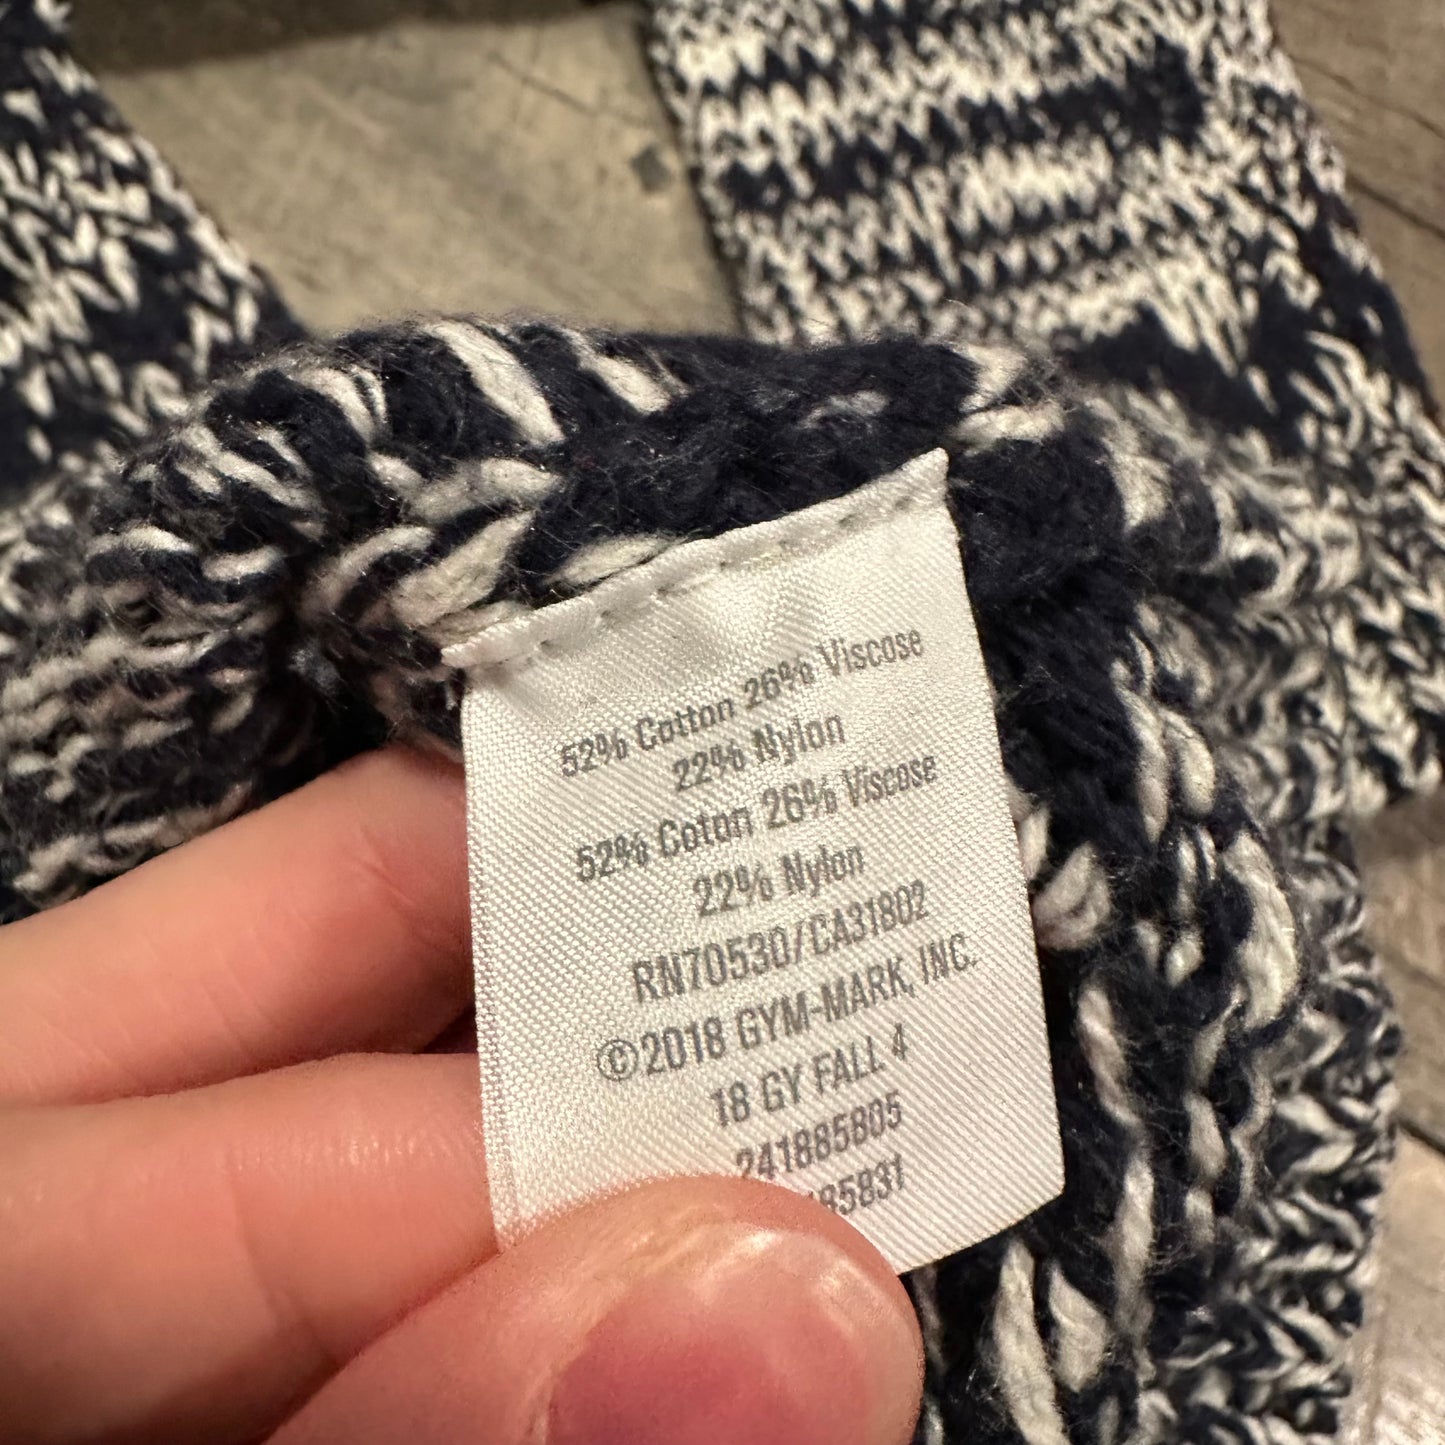 52% Cotton 26% Viscose
22% Nylon
52% Coton 26% Viscose
22% Nylon
RN70530/CA31802
©2018 GYM-MARK, INC.
18 GY FALL 4
241885805
85831